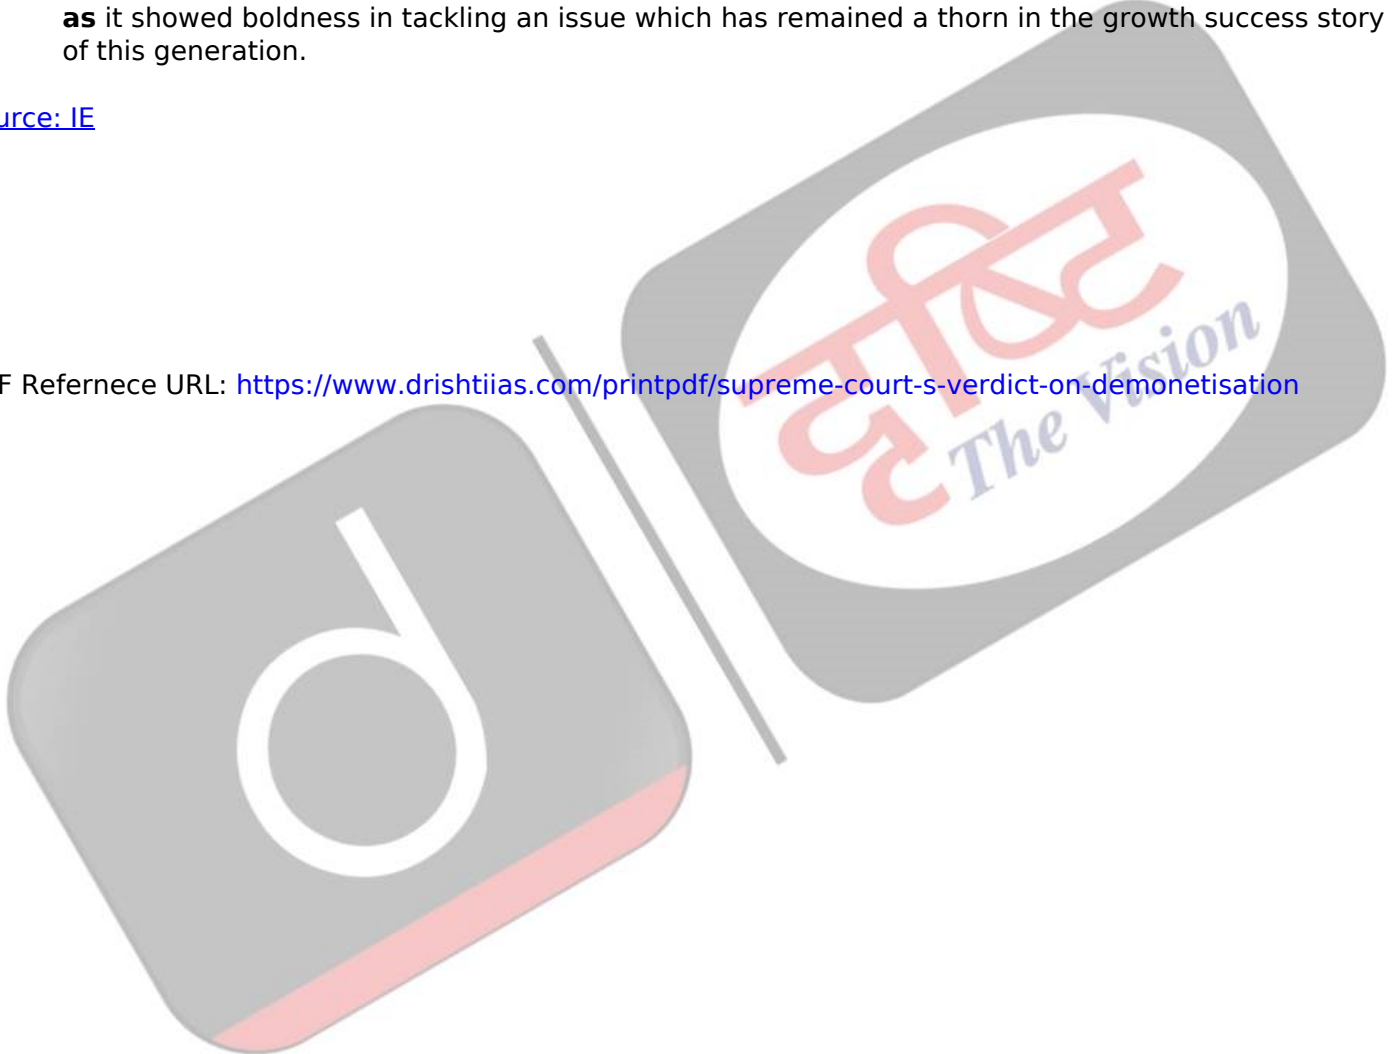 as it showed boldness in tackling an issue which has remained a thorn in the growth success story
of this generation.
urce: IE
दृष्टि
The Vision
F Refernece URL: https://www.drishtiias.com/printpdf/supreme-court-s-verdict-on-demonetisation
d